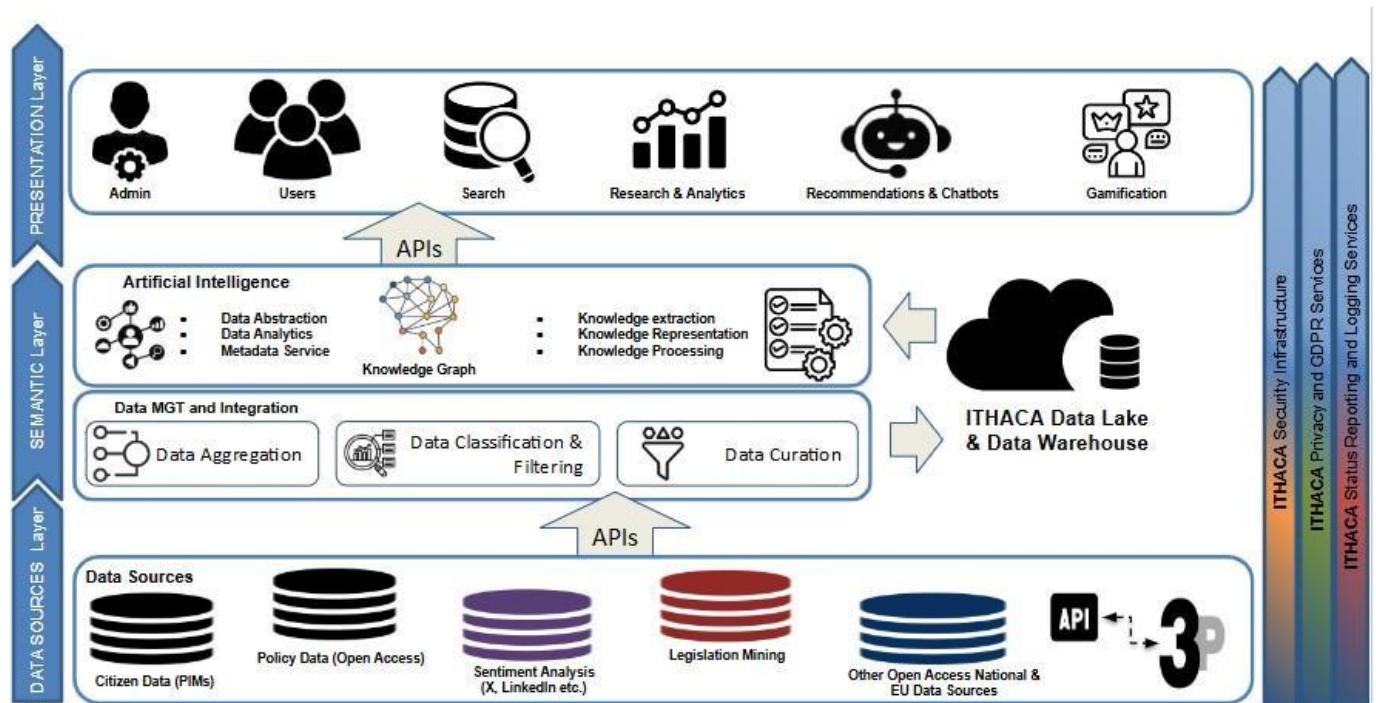 PRESENTATION Layer
Admin
Users
Search
Research & Analytics
Recommendations & Chatbots
Gamification
APIs
SEMANTIC Layer
Artificial Intelligence
Data Abstraction
Data Analytics
Metadata Service
Knowledge Graph
Knowledge extraction
Knowledge Representation
Knowledge Processing
Data MGT and Integration
Data Aggregation
Data Classification &
Filtering
Data Curation
ITHACA Data Lake
& Data Warehouse
APIs
DATA SOURCES Layer
Data Sources
Citizen Data (PIMs)
Policy Data (Open Access)
Sentiment Analysis
(X, LinkedIn etc.)
Legislation Mining
Other Open Access National &
EU Data Sources
API
3P
ITHACA Security Infrastructure
ITHACA Privacy and GDPR Services
ITHACA Status Reporting and Logging Services